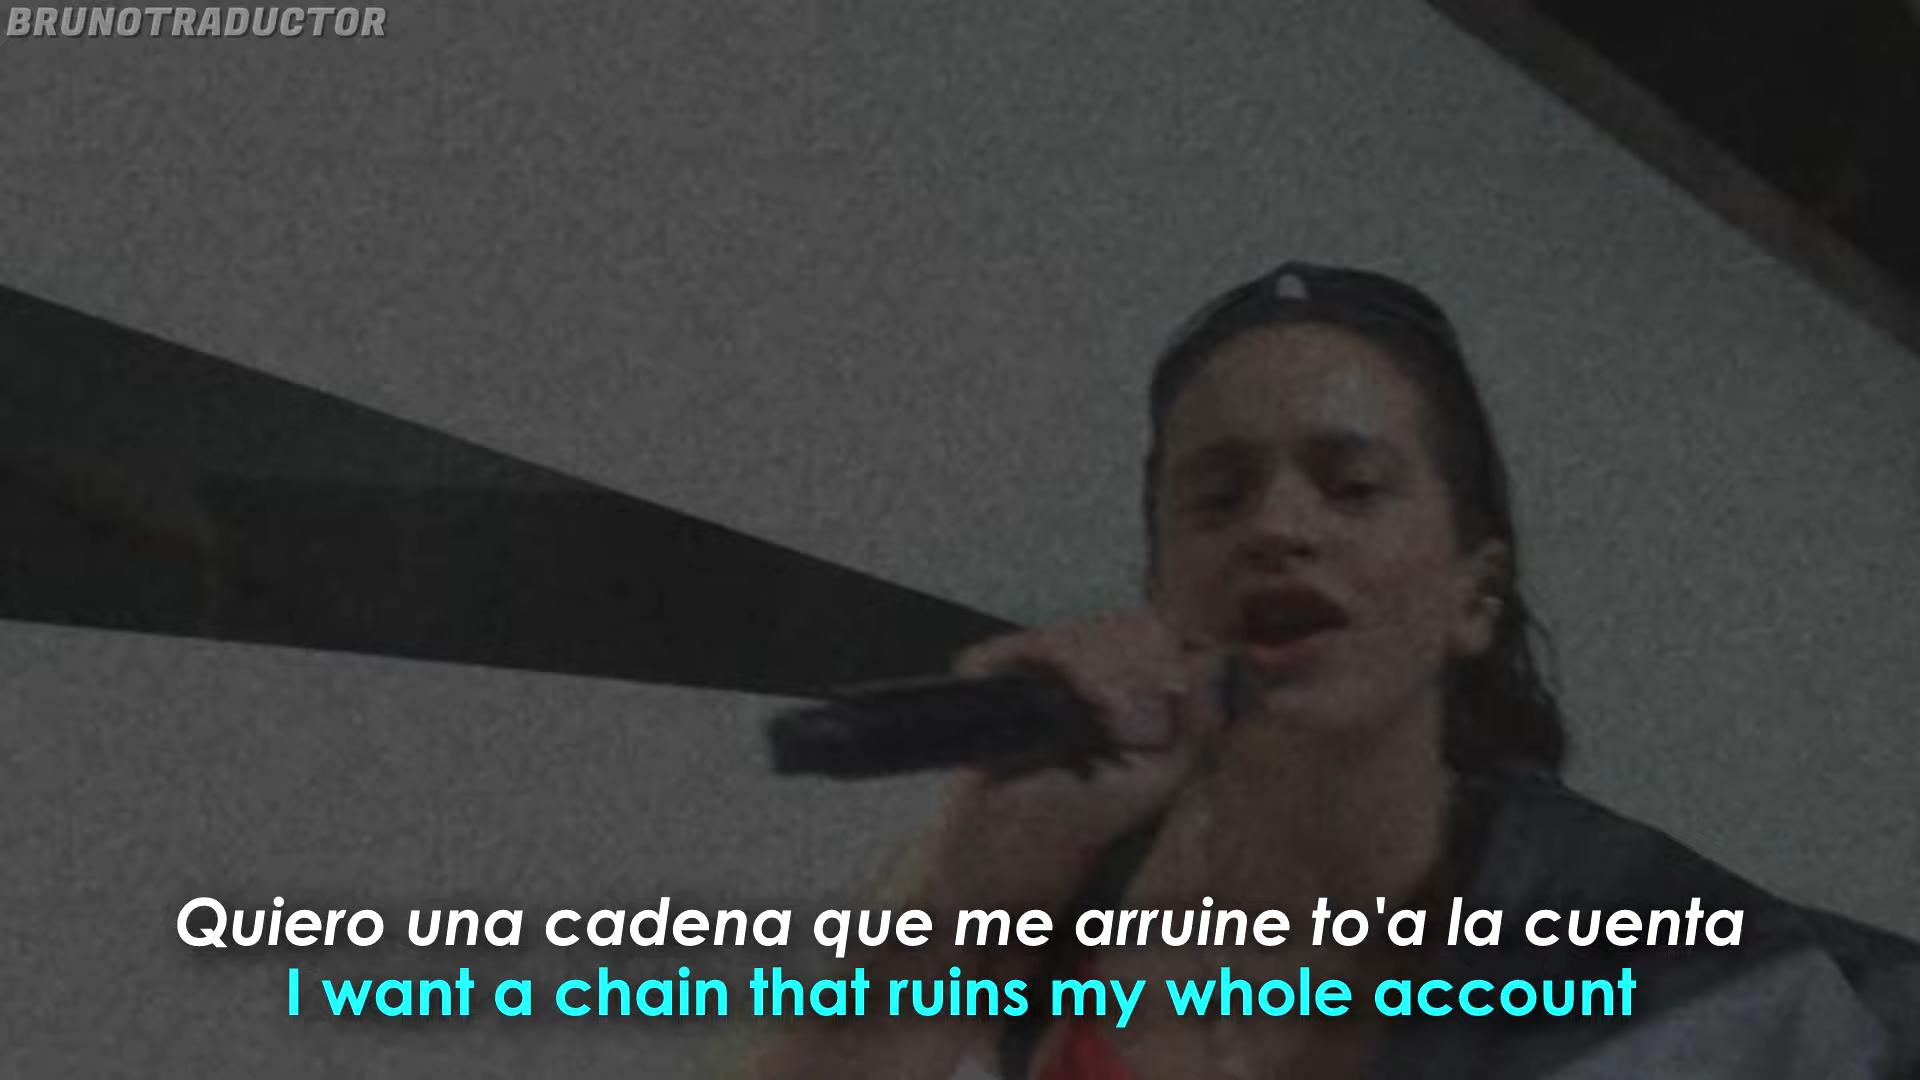 BRUNOTRADUCTOR
Quiero una cadena que me arruine to'a la cuenta
I want a chain that ruins my whole account